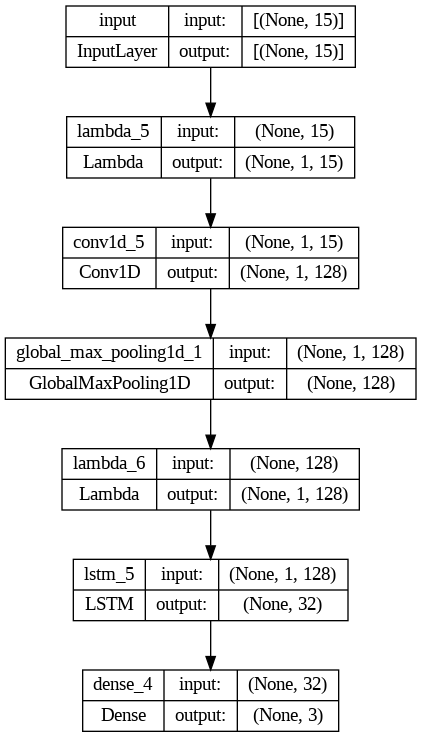 input input: [(None, 15)]
InputLayer output: [(None, 15)]
lambda_5 input: (None, 15)
Lambda output: (None, 1, 15)
conv1d_5 input: (None, 1, 15)
Conv1D output: (None, 1, 128)
global_max_pooling1d_1 input: (None, 1, 128)
GlobalMaxPooling1D output: (None, 128)
lambda_6 input: (None, 128)
Lambda output: (None, 1, 128)
lstm_5 input: (None, 1, 128)
LSTM output: (None, 32)
dense_4 input: (None, 32)
Dense output: (None, 3)